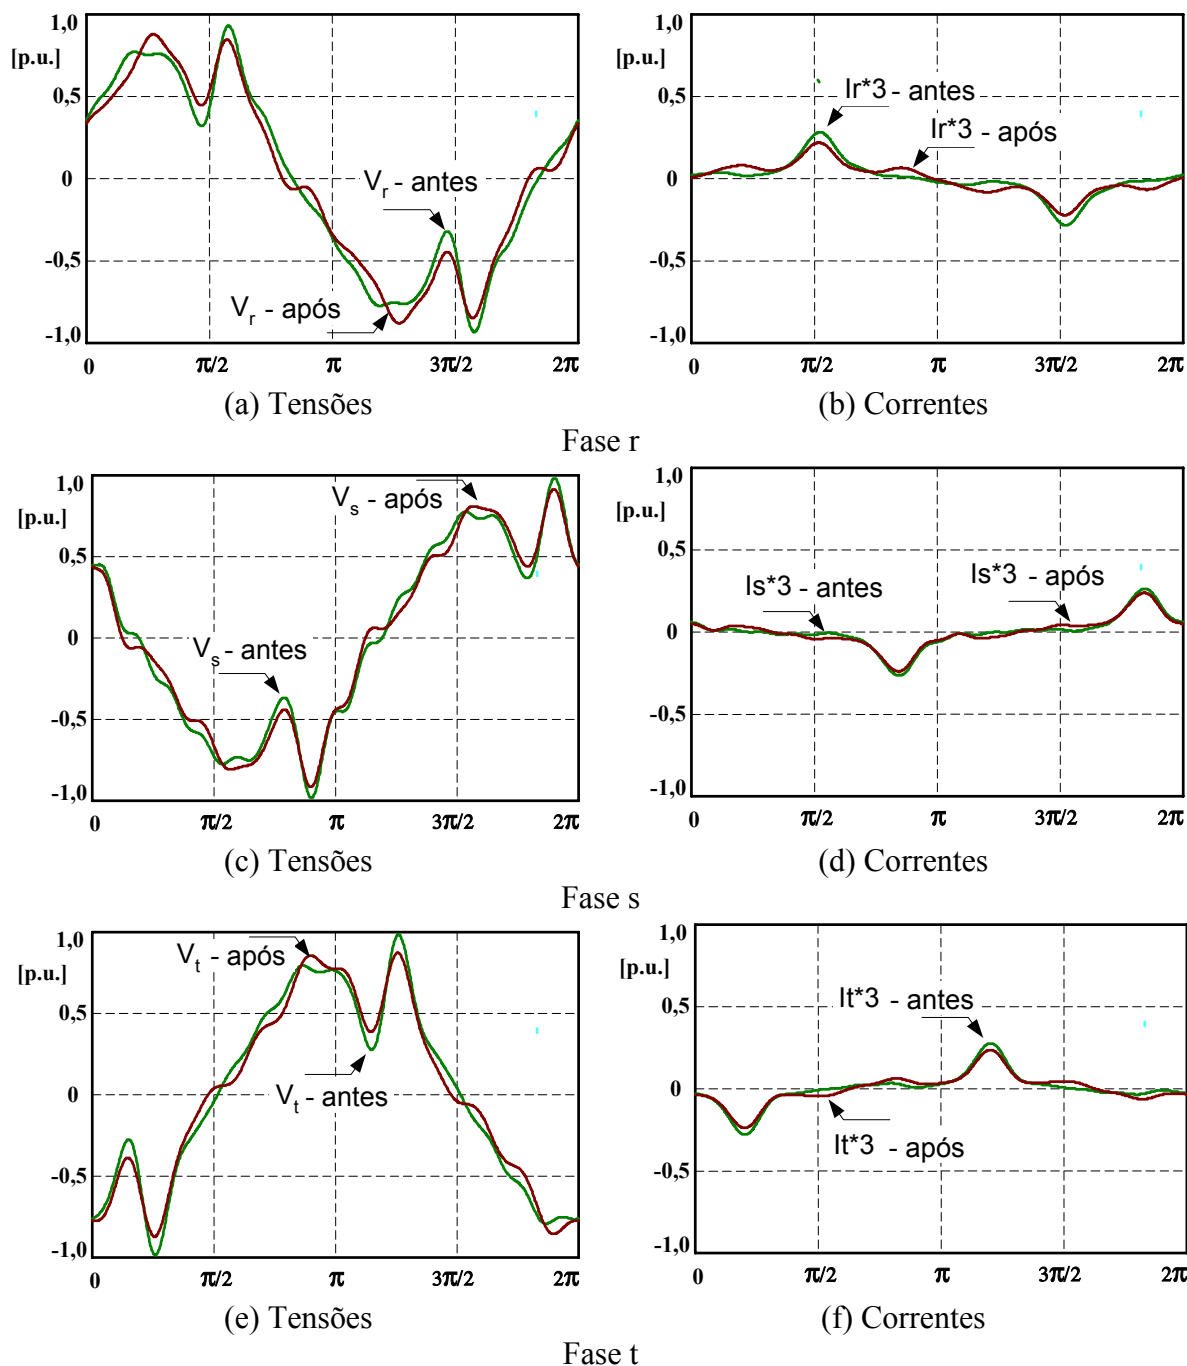 1,0
[p.u.]
0,5
0
-0,5
-1,0
V_r - antes
V_r - após
0 π/2 π 3π/2 2π
(a) Tensões
1,0
[p.u.]
0,5
0
-0,5
-1,0
Ir*3 - antes
Ir*3 - após
0 π/2 π 3π/2 2π
(b) Correntes
Fase r
1,0
[p.u.]
0,5
0
-0,5
-1,0
V_s - após
V_s - antes
0 π/2 π 3π/2 2π
(c) Tensões
1,0
[p.u.]
0,5
0
-0,5
-1,0
Is*3 - antes
Is*3 - após
0 π/2 π 3π/2 2π
(d) Correntes
Fase s
1,0
[p.u.]
0,5
0
-0,5
-1,0
V_t - após
V_t - antes
0 π/2 π 3π/2 2π
(e) Tensões
1,0
[p.u.]
0,5
0
-0,5
-1,0
It*3 - antes
It*3 - após
0 π/2 π 3π/2 2π
(f) Correntes
Fase t